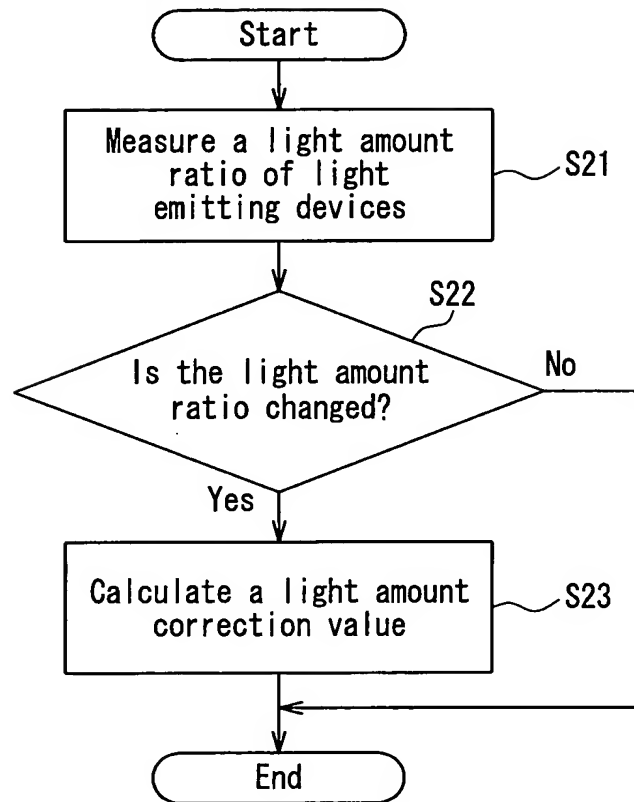 Start
Measure a light amount
ratio of light
emitting devices
S21
S22
Is the light amount
ratio changed?
No
Yes
Calculate a light amount
correction value
S23
End